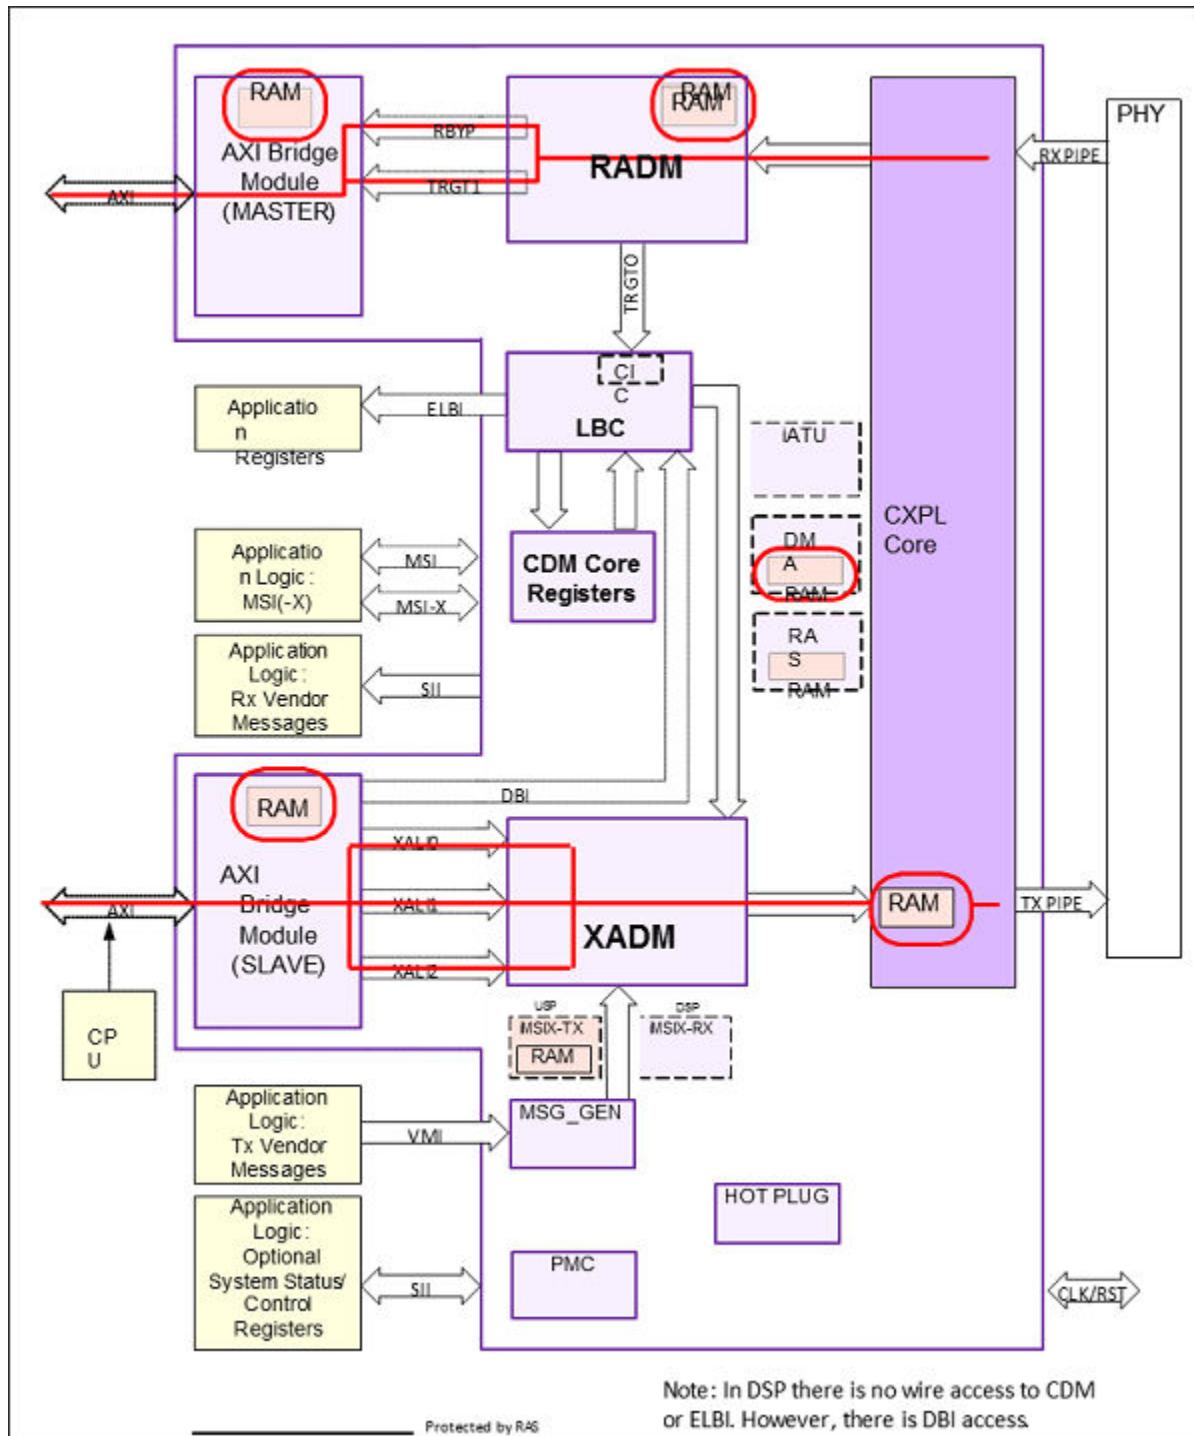 RAM
AXI Bridge
Module
(MASTER)
AXI
RBYP
TRGT1
RAM
RAM
RADM
RX PIPE
PHY
TRGT0
CI
C
LBC
ELBI
Applicatio
n
Registers
IATU
CXPL
Core
DM
A
RAM
RA
S
RAM
CDM Core
Registers
Applicatio
n Logic:
MSI(-X)
MSI
MSI-X
Application
Logic:
Rx Vendor
Messages
SII
RAM
DBI
XALI0
AXI
Bridge
Module
(SLAVE)
AXI
XALI1
XALI2
XADM
RAM
TX PIPE
CP
U
USP
MSIX-TX
RAM
DSP
MSIX-RX
MSG_GEN
Application
Logic:
Tx Vendor
Messages
VMI
HOT PLUG
Application
Logic:
Optional
System Status/
Control
Registers
SII
PMC
CLK/RST
Note: In DSP there is no wire access to CDM
or ELBI. However, there is DBI access.
Protected by RAS